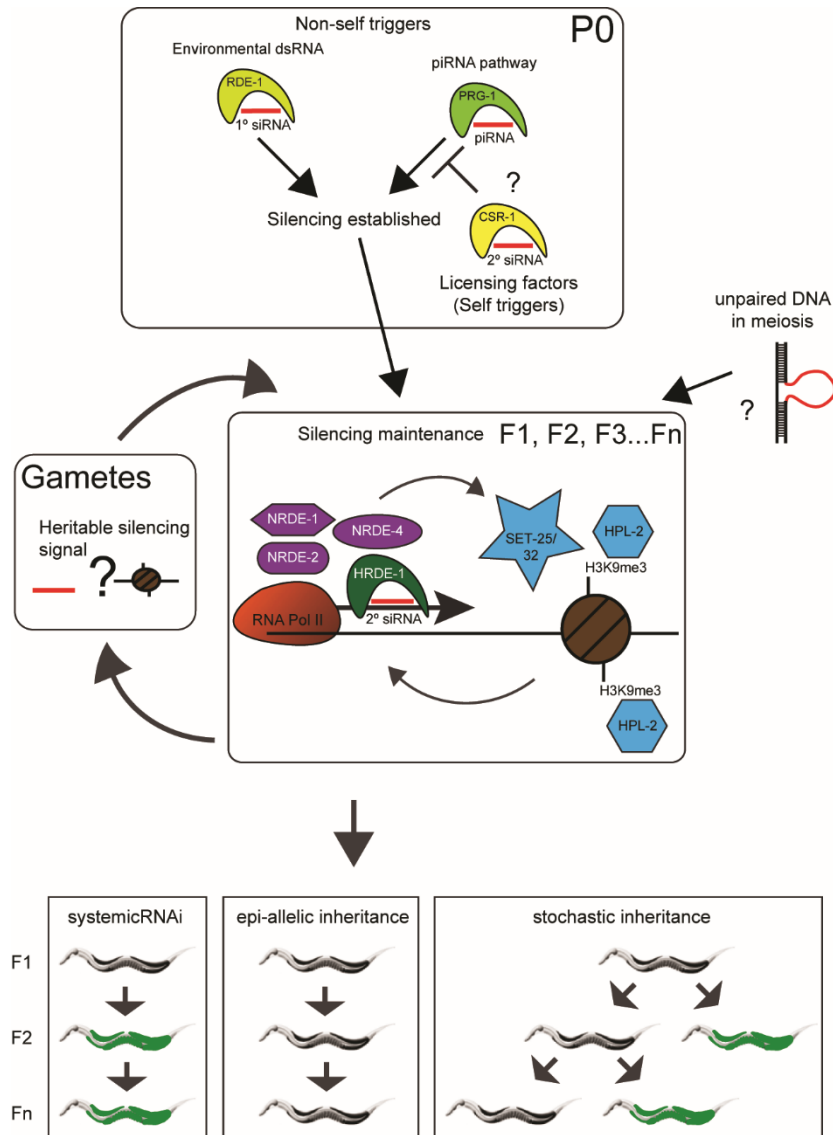 Non-self triggers
P0
Environmental dsRNA
piRNA pathway
RDE-1
1º siRNA
PRG-1
piRNA
?
Silencing established
CSR-1
2º siRNA
Licensing factors
(Self triggers)
unpaired DNA
in meiosis
?
Silencing maintenance
F1, F2, F3...Fn
Gametes
Heritable silencing
signal
?
NRDE-1
NRDE-4
NRDE-2
HRDE-1
RNA Pol II
2º siRNA
SET-25/
32
HPL-2
H3K9me3
H3K9me3
HPL-2
systemicRNAi
epi-allelic inheritance
stochastic inheritance
F1
F2
Fn